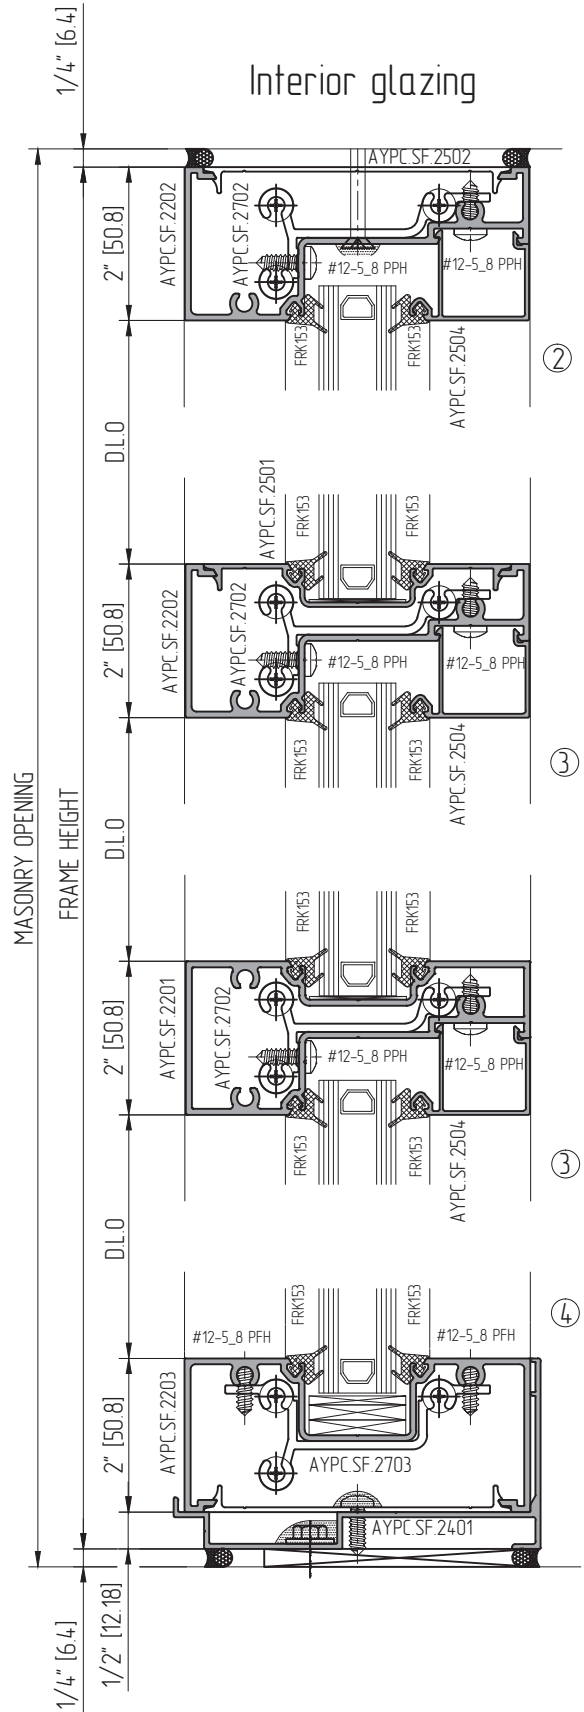 1/4" [6.4]
Interior glazing
AYPC.SF.2502
AYPC.SF.2202
AYPC.SF.2702
2" [50.8]
#12-5_8 PPH
#12-5_8 PPH
FRK153
FRK153
AYPC.SF.2504
2
D.L.O
AYPC.SF.2501
FRK153
FRK153
AYPC.SF.2202
AYPC.SF.2702
2" [50.8]
#12-5_8 PPH
#12-5_8 PPH
FRK153
FRK153
AYPC.SF.2504
3
MASONRY OPENING
FRAME HEIGHT
D.L.O
FRK153
FRK153
AYPC.SF.2201
AYPC.SF.2702
2" [50.8]
#12-5_8 PPH
#12-5_8 PPH
FRK153
FRK153
AYPC.SF.2504
3
D.L.O
4
FRK153
FRK153
#12-5_8 PFH
#12-5_8 PFH
AYPC.SF.2203
2" [50.8]
AYPC.SF.2703
AYPC.SF.2401
1/4" [6.4]
1/2" [12.18]